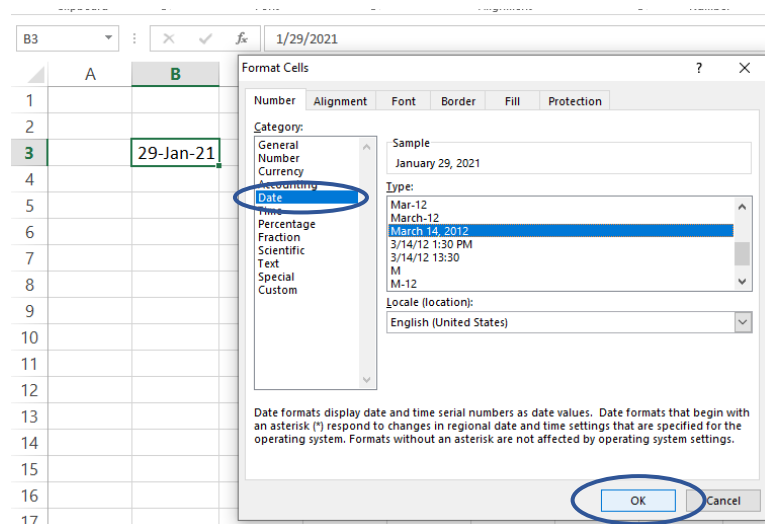 B3 fx 1/29/2021
A B
Format Cells ? ×
Number Alignment Font Border Fill Protection
Category:
General
Number
Currency
Accounting
Date
Time
Percentage
Fraction
Scientific
Text
Special
Custom
Sample
January 29, 2021
Type:
Mar-12
March-12
March 14, 2012
3/14/12 1:30 PM
3/14/12 13:30
M
M-12
Locale (location):
English (United States)
Date formats display date and time serial numbers as date values. Date formats that begin with
an asterisk (*) respond to changes in regional date and time settings that are specified for the
operating system. Formats without an asterisk are not affected by operating system settings.
OK Cancel
1
2
3 29-Jan-21
4
5
6
7
8
9
10
11
12
13
14
15
16
17